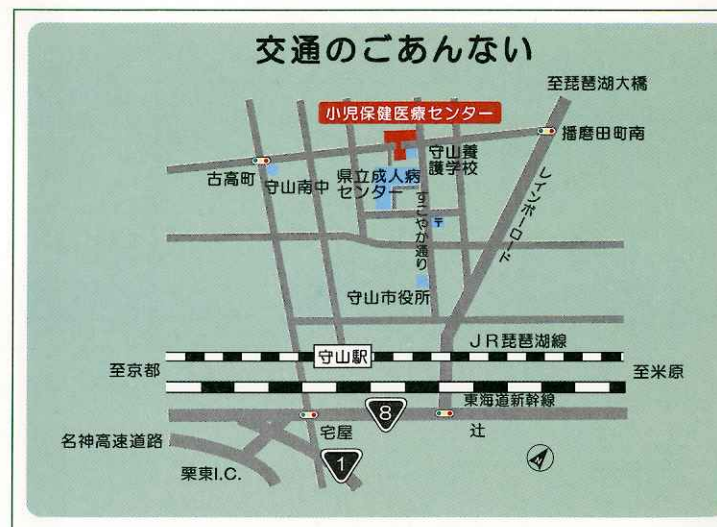 交通のごあんない
至琵琶湖大橋
小児保健医療センター
播磨田町南
守山養
護学校
古高町
守山南中
県立成人病
センター
すこやか通り
〒
レインボーロード
守山市役所
JR琵琶湖線
守山駅
至京都
至米原
東海道新幹線
8
宅屋
辻
名神高速道路
1
栗東I.C.
N